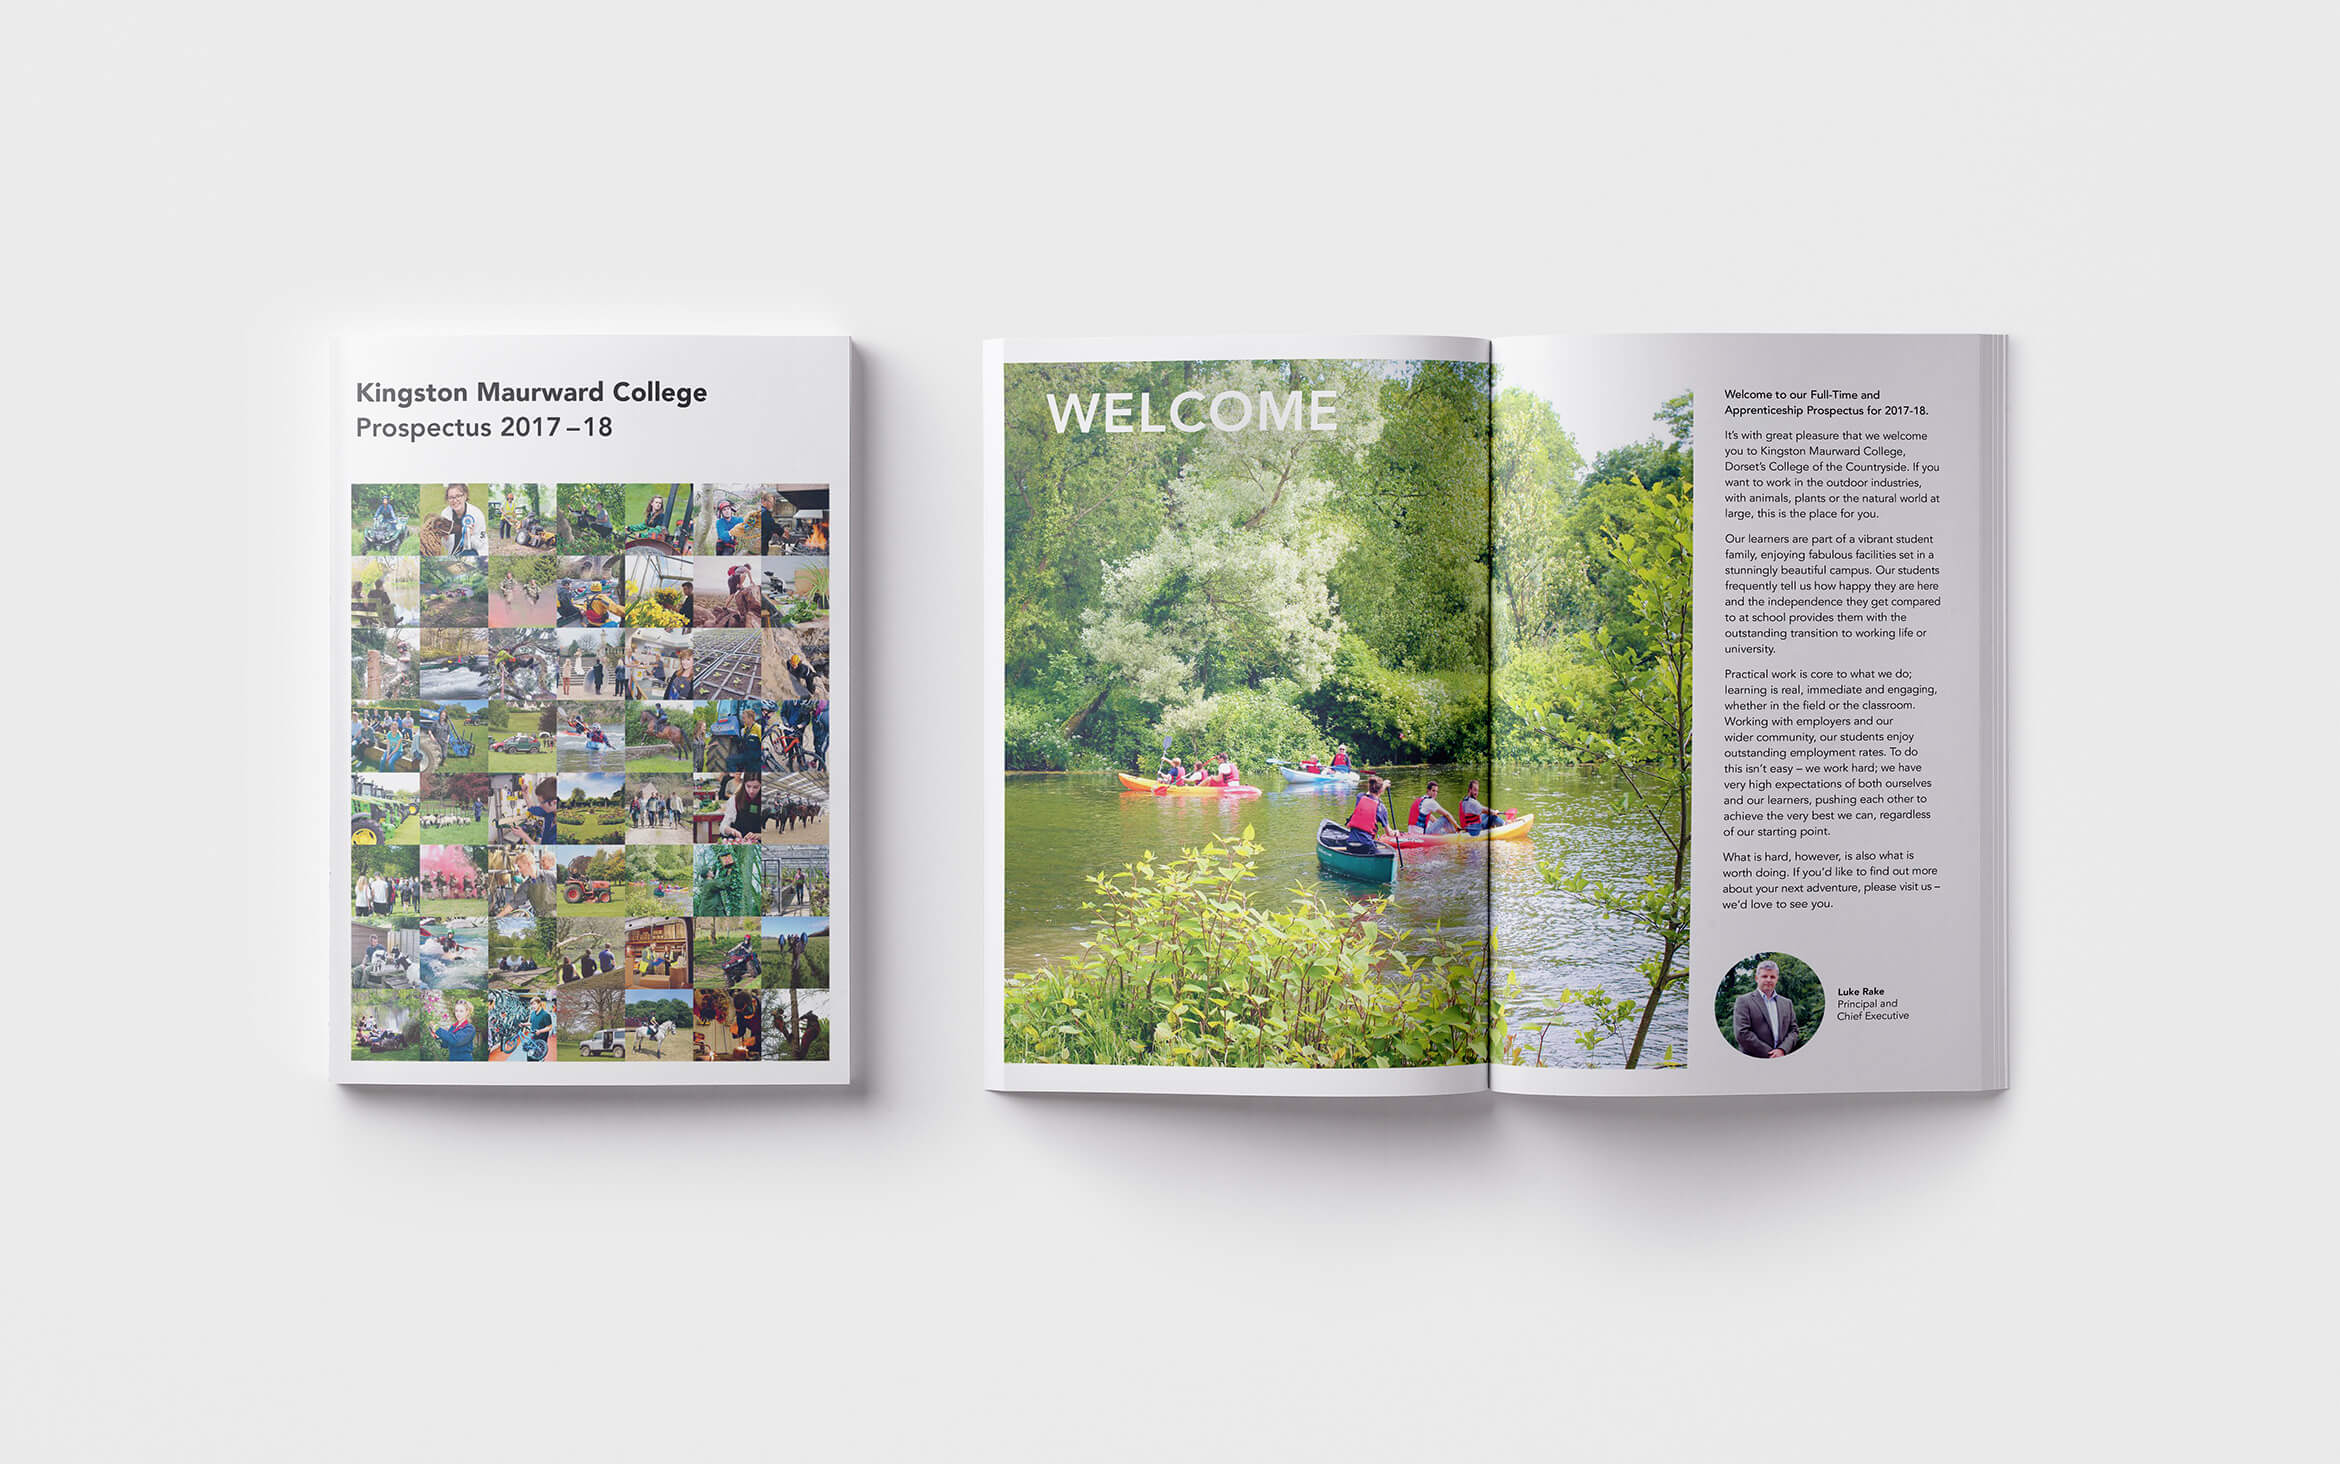 Kingston Maurward College
Prospectus 2017–18
WELCOME
Welcome to our Full-Time and
Apprenticeship Prospectus for 2017-18.
It's with great pleasure that we welcome
you to Kingston Maurward College,
Dorset's College of the Countryside. If you
want to work in the outdoor industries,
with animals, plants or the natural world at
large, this is the place for you.
Our learners are part of a vibrant student
family, enjoying fabulous facilities set in a
stunningly beautiful campus. Our students
frequently tell us how happy they are here
and the independence they get compared
to at school provides them with the
outstanding transition to working life or
university.
Practical work is core to what we do;
learning is real, immediate and engaging,
whether in the field or the classroom.
Working with employers and our
wider community, our students enjoy
outstanding employment rates. To do
this isn't easy – we work hard; we have
very high expectations of both ourselves
and our learners, pushing each other to
achieve the very best we can, regardless
of our starting point.
What is hard, however, is also what is
worth doing. If you'd like to find out more
about your next adventure, please visit us –
we'd love to see you.
Luke Rake
Principal and
Chief Executive